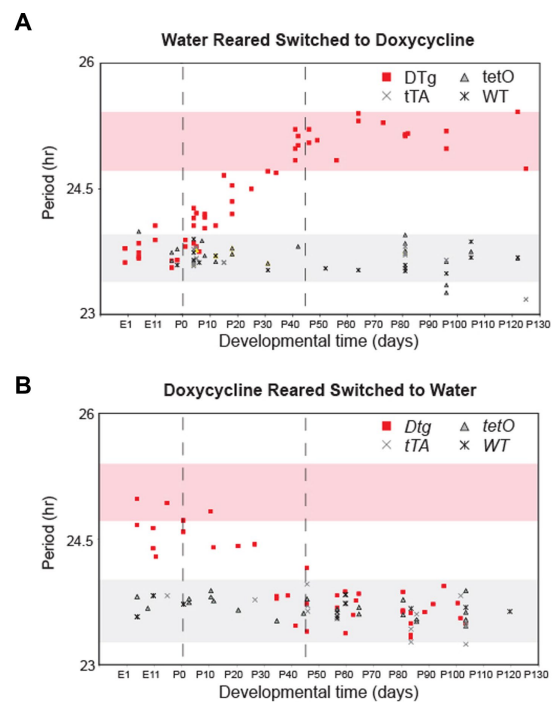 A
Water Reared Switched to Doxycycline
26
DTg tetO
tTA WT
Period (hr)
24.5
23
E1 E11 P0 P10 P20 P30 P40 P50 P60 P70 P80 P90 P100 P110 P120 P130
Developmental time (days)
B
Doxycycline Reared Switched to Water
26
Dtg tetO
tTA WT
Period (hr)
24.5
23
E1 E11 P0 P10 P20 P30 P40 P50 P60 P70 P80 P90 P100 P110 P120 P130
Developmental time (days)